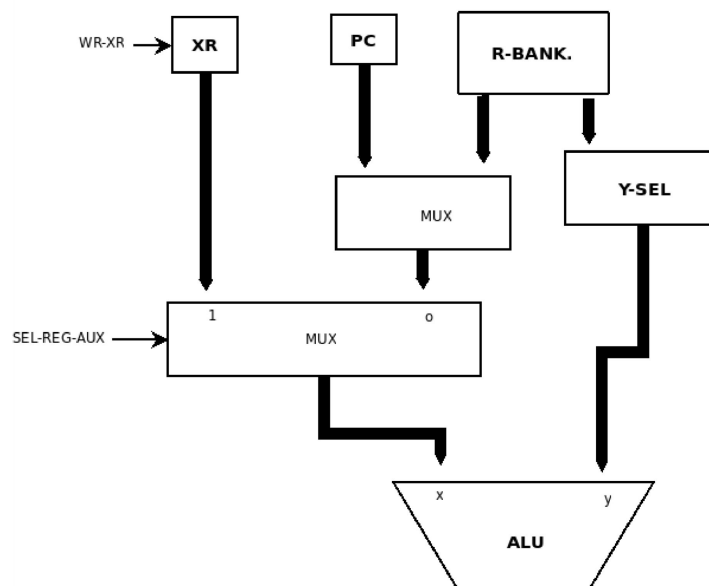 WR-XR
XR
PC
R-BANK.
Y-SEL
MUX
1
o
SEL-REG-AUX
MUX
x
y
ALU